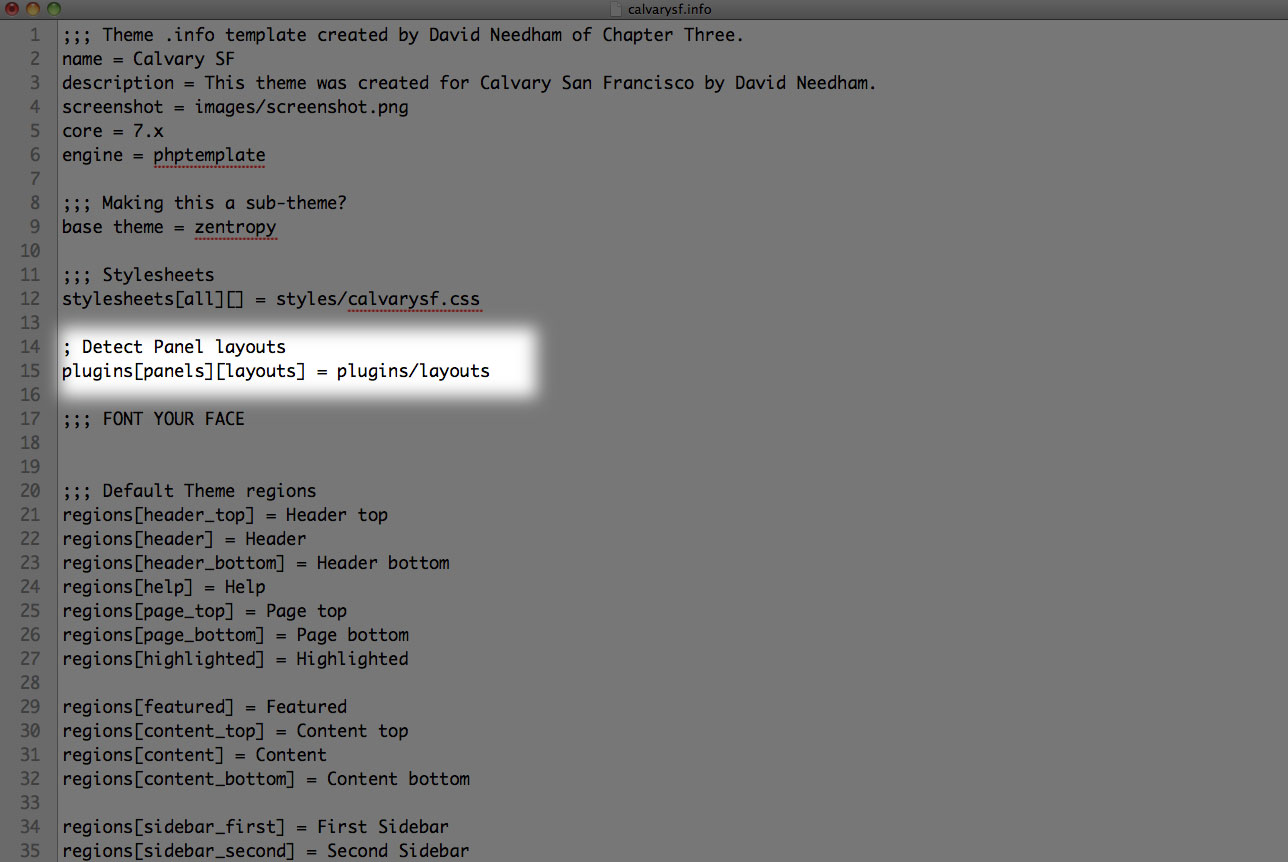 calvarysf.info
1 ;;; Theme .info template created by David Needham of Chapter Three.
2 name = Calvary SF
3 description = This theme was created for Calvary San Francisco by David Needham.
4 screenshot = images/screenshot.png
5 core = 7.x
6 engine = phptemplate
7
8 ;;; Making this a sub-theme?
9 base theme = zentropy
10
11 ;;; Stylesheets
12 stylesheets[all][] = styles/calvarysf.css
13
14 ; Detect Panel layouts
15 plugins[panels][layouts] = plugins/layouts
16
17 ;;; FONT YOUR FACE
18
19
20 ;;; Default Theme regions
21 regions[header_top] = Header top
22 regions[header] = Header
23 regions[header_bottom] = Header bottom
24 regions[help] = Help
25 regions[page_top] = Page top
26 regions[page_bottom] = Page bottom
27 regions[highlighted] = Highlighted
28
29 regions[featured] = Featured
30 regions[content_top] = Content top
31 regions[content] = Content
32 regions[content_bottom] = Content bottom
33
34 regions[sidebar_first] = First Sidebar
35 regions[sidebar_second] = Second Sidebar